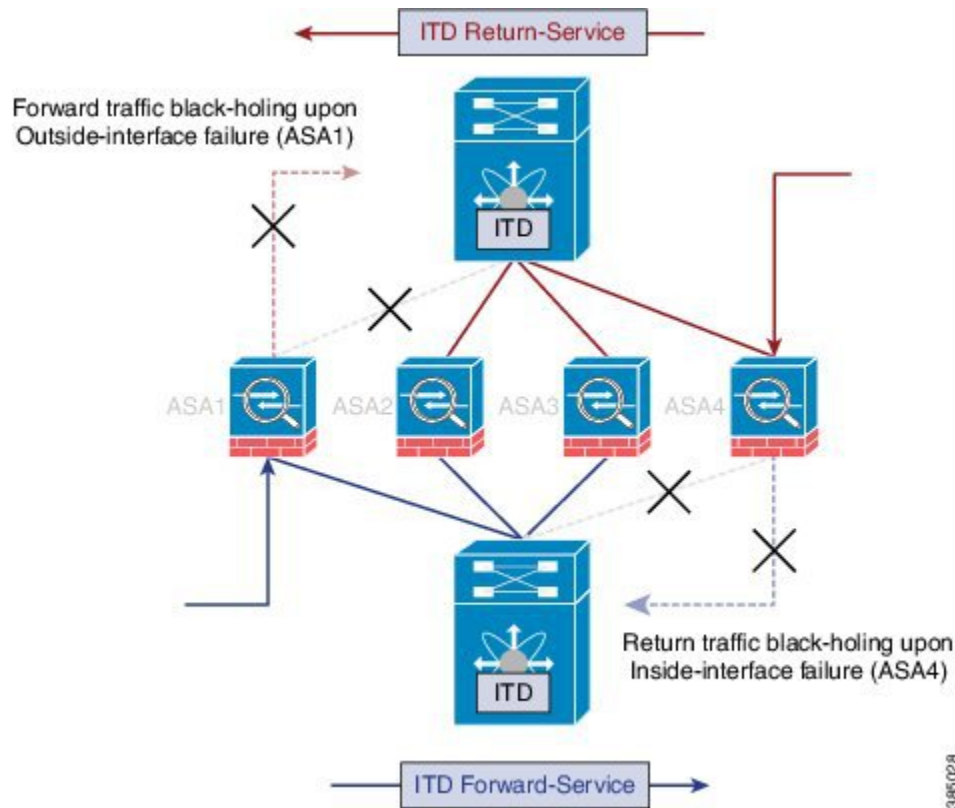 ITD Return-Service
Forward traffic black-holing upon
Outside-interface failure (ASA1)
ITD
ASA1
ASA2
ASA3
ASA4
ITD
Return traffic black-holing upon
Inside-interface failure (ASA4)
ITD Forward-Service
385028